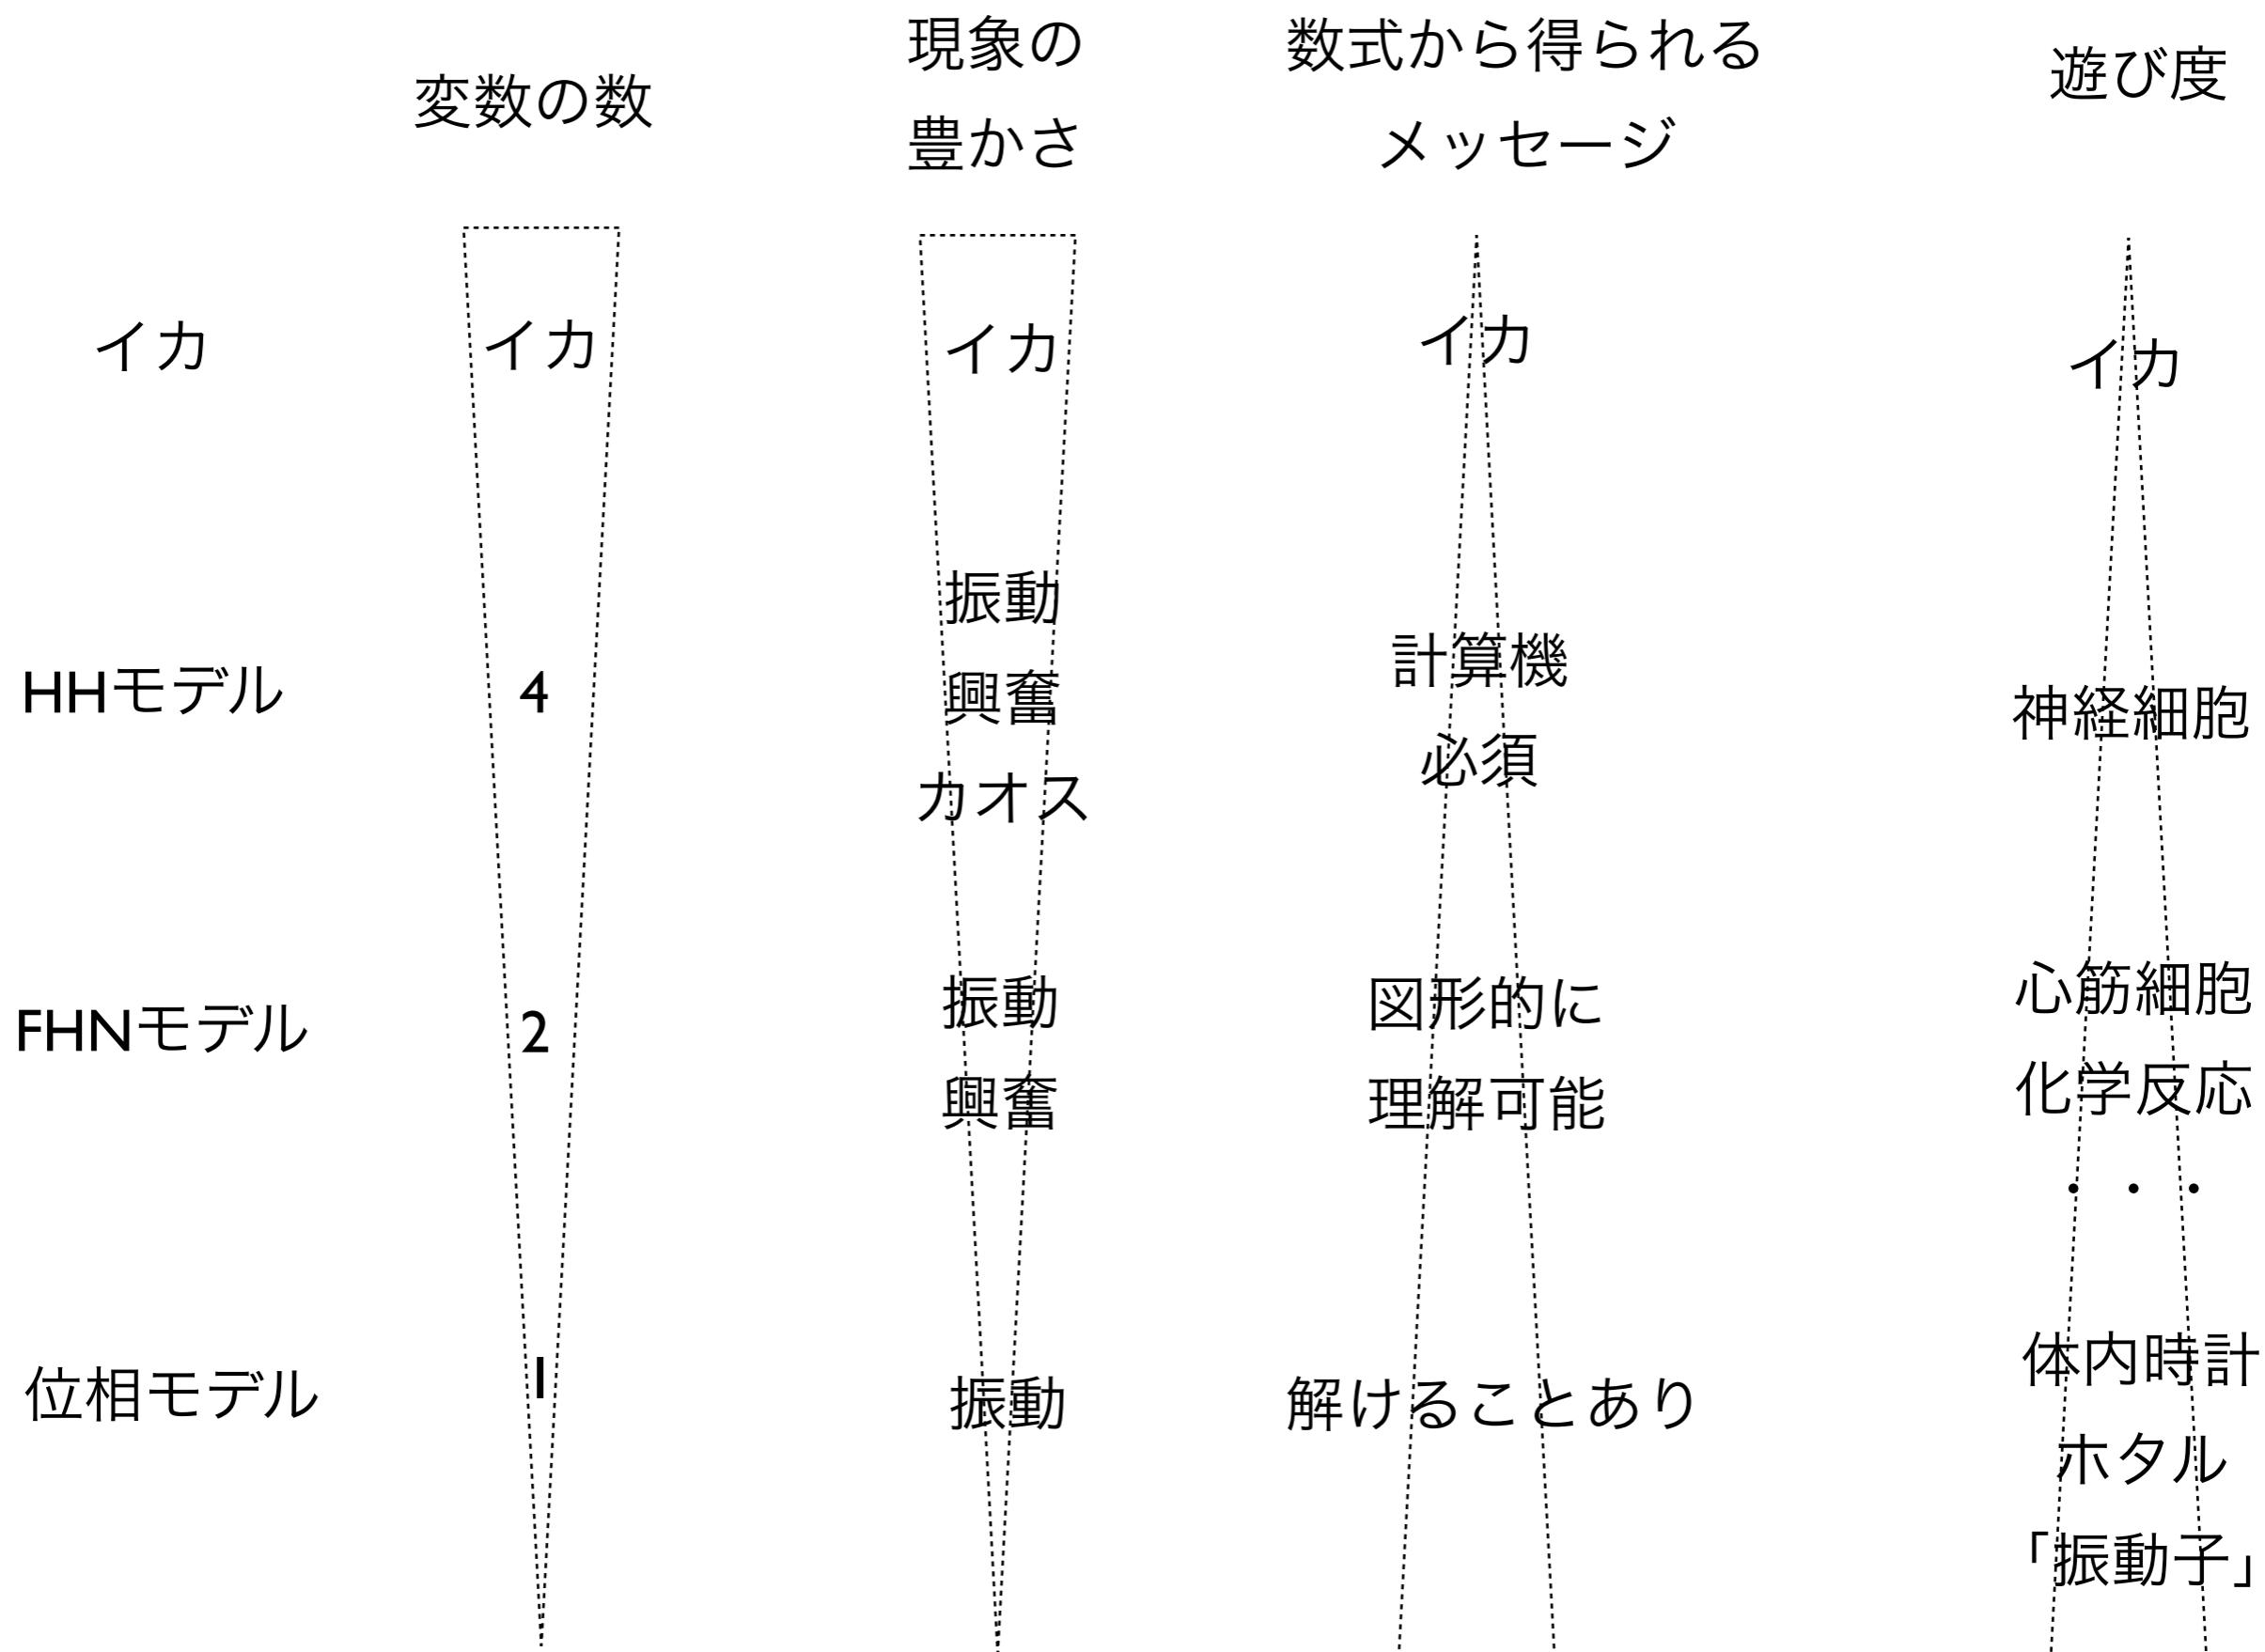 変数の数
現象の
豊かさ
数式から得られる
メッセージ
遊び度
イカ
イカ
イカ
イカ
イカ
HHモデル
4
振動
興奮
カオス
計算機
必須
神経細胞
FHNモデル
2
振動
興奮
図形的に
理解可能
心筋細胞
化学反応
・・・
位相モデル
1
振動
解けることあり
体内時計
ホタル
「振動子」